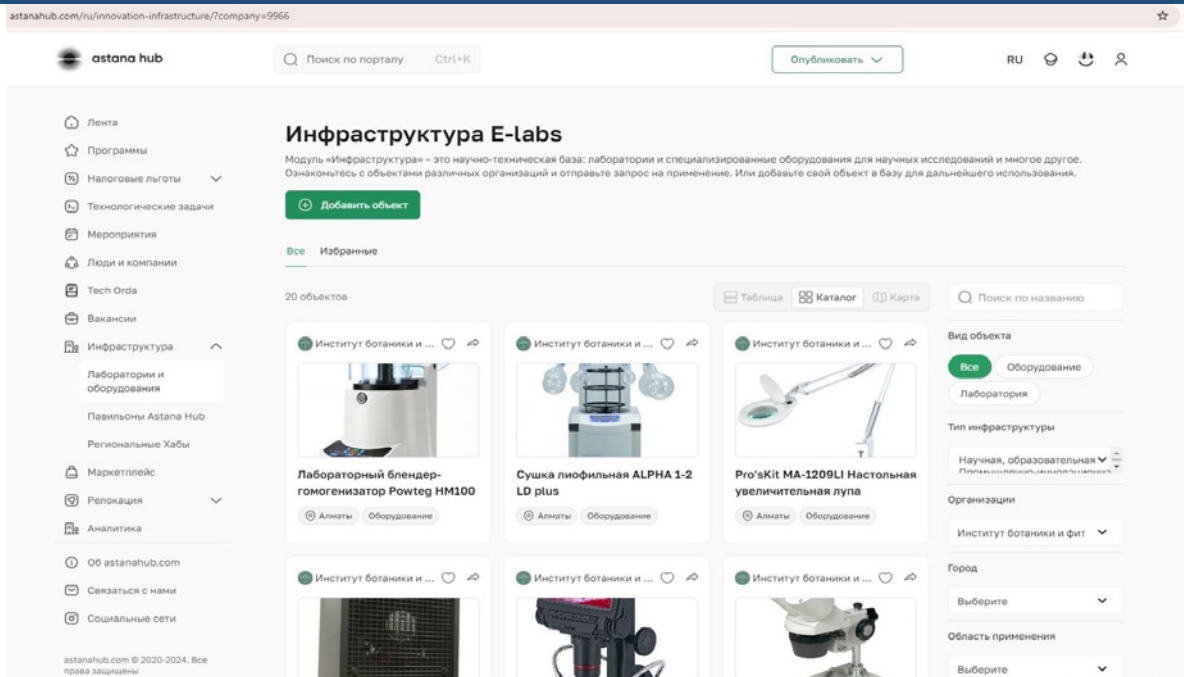 astanahub.com/ru/innovation-infrastructure/?company=9966
astana hub
Поиск по порталу Ctrl+K
Опубликовать
RU
Лента
Программы
Налоговые льготы
Технологические задачи
Мероприятия
Люди и компании
Tech Orda
Вакансии
Инфраструктура
Лаборатории и
оборудования
Павильоны Astana Hub
Региональные Хабы
Маркетплейс
Релокация
Аналитика
Об astanahub.com
Связаться с нами
Социальные сети
astanahub.com © 2020-2024. Все
права защищены
Инфраструктура E-labs
Модуль «Инфраструктура» – это научно-техническая база: лаборатории и специализированные оборудования для научных исследований и многое другое.
Ознакомьтесь с объектами различных организаций и отправьте запрос на применение. Или добавьте свой объект в базу для дальнейшего использования.
Добавить объект
Все Избранные
20 объектов
Таблица Каталог Карта
Институт ботаники и ...
Лабораторный блендер-
гомогенизатор Powteg HM100
Алматы Оборудование
Институт ботаники и ...
Сушка лиофильная ALPHA 1-2
LD plus
Алматы Оборудование
Институт ботаники и ...
Pro'sKit MA-1209LI Настольная
увеличительная лупа
Алматы Оборудование
Институт ботаники и ...
Институт ботаники и ...
Институт ботаники и ...
Поиск по названию
Вид объекта
Все Оборудование
Лаборатория
Тип инфраструктуры
Научная, образовательная
Промышленно-инновационна
Организации
Институт ботаники и фит
Город
Выберите
Область применения
Выберите